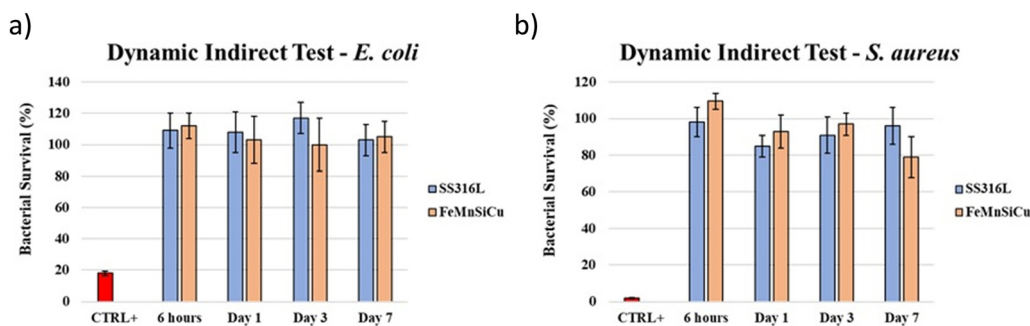 a)
Dynamic Indirect Test - E. coli
Bacterial Survival (%)
140
120
100
80
60
40
20
0
CTRL+ 6 hours Day 1 Day 3 Day 7
SS316L
FeMnSiCu
b)
Dynamic Indirect Test - S. aureus
Bacterial Survival (%)
120
100
80
60
40
20
0
CTRL+ 6 hours Day 1 Day 3 Day 7
SS316L
FeMnSiCu